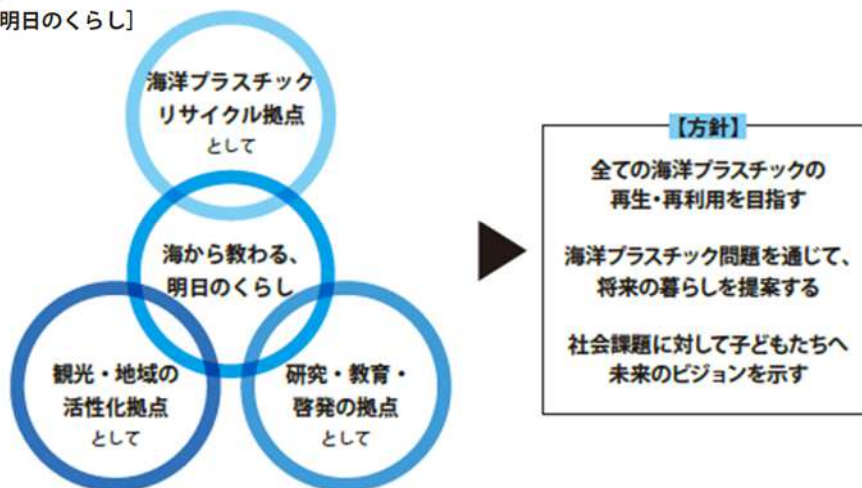 明日のくらし]
海洋プラスチック
リサイクル拠点
として
海から教わる、
明日のくらし
観光・地域の
活性化拠点
として
研究・教育・
啓発の拠点
として
【方針】
全ての海洋プラスチックの
再生・再利用を目指す
海洋プラスチック問題を通じて、
将来の暮らしを提案する
社会課題に対して子どもたちへ
未来のビジョンを示す